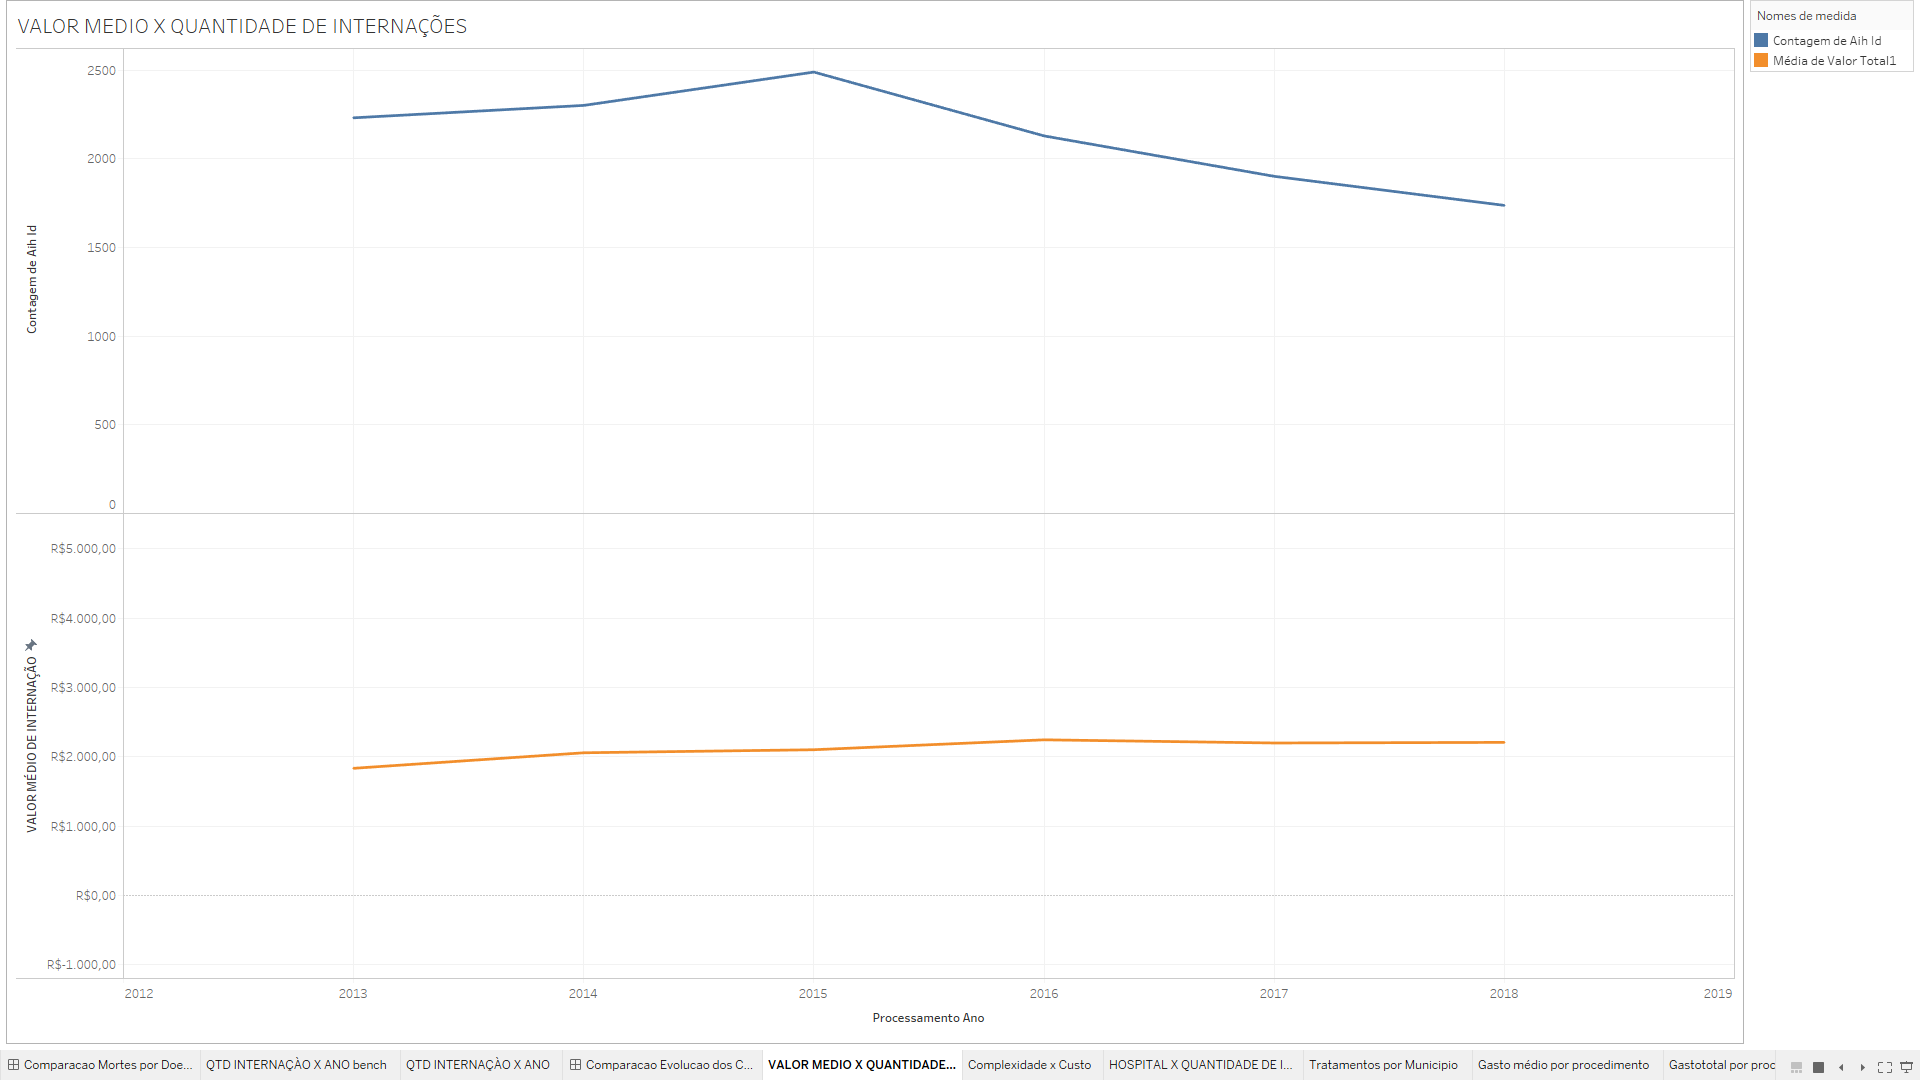 VALOR MEDIO X QUANTIDADE DE INTERNAÇÕES
Nomes de medida
Contagem de Aih Id
Média de Valor Total1
2500
2000
1500
1000
500
0
Contagem de Aih Id
R$5.000,00
R$4.000,00
R$3.000,00
R$2.000,00
R$1.000,00
R$0,00
R$-1.000,00
VALOR MÉDIO DE INTERNAÇÃO
2012 2013 2014 2015 2016 2017 2018 2019
Processamento Ano
Comparacao Mortes por Doe... QTD INTERNAÇÀO X ANO bench QTD INTERNAÇÀO X ANO Comparacao Evolucao dos C... VALOR MEDIO X QUANTIDADE... Complexidade x Custo HOSPITAL X QUANTIDADE DE I... Tratamentos por Municipio Gasto médio por procedimento Gastototal por proc